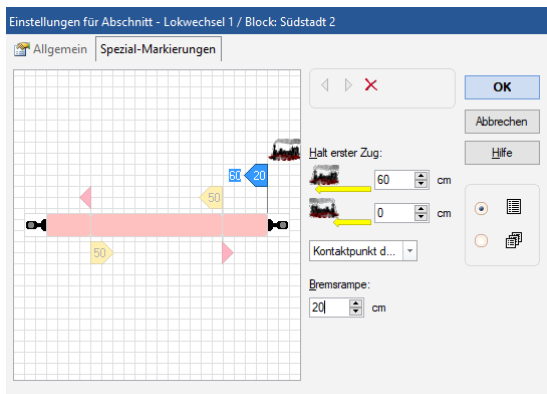 Einstellungen für Abschnitt - Lokwechsel 1 / Block: Südstadt 2
Allgemein
Spezial-Markierungen
OK
Abbrechen
Hilfe
Halt erster Zug:
60 cm
0 cm
Kontaktpunkt d...
Bremsrampe:
20 cm
60 20
50
50